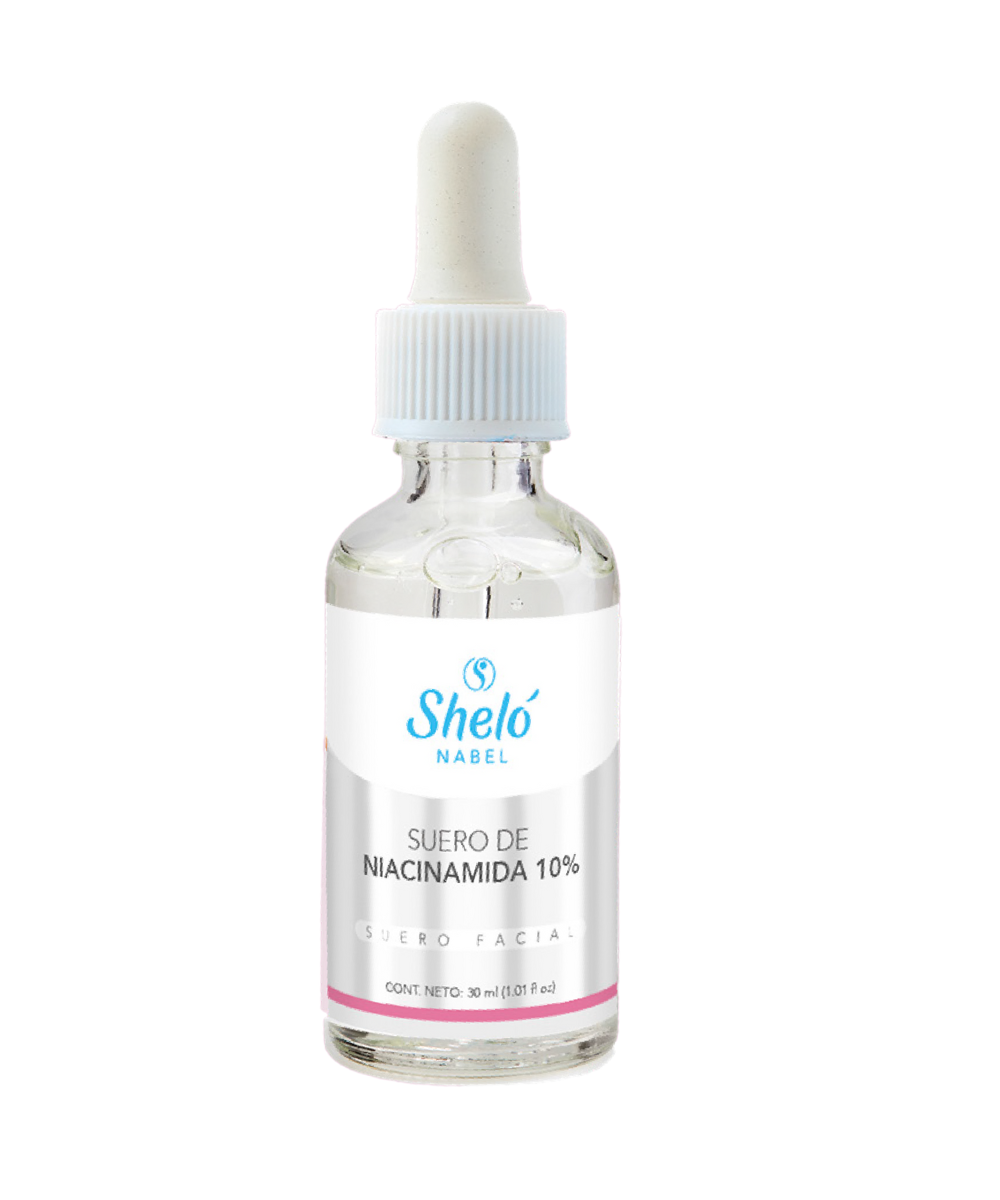 Sheló
NABEL
SUERO DE
NIACINAMIDA 10%
SUERO FACIAL
CONT. NETO: 30 ml (1.01 fl oz)